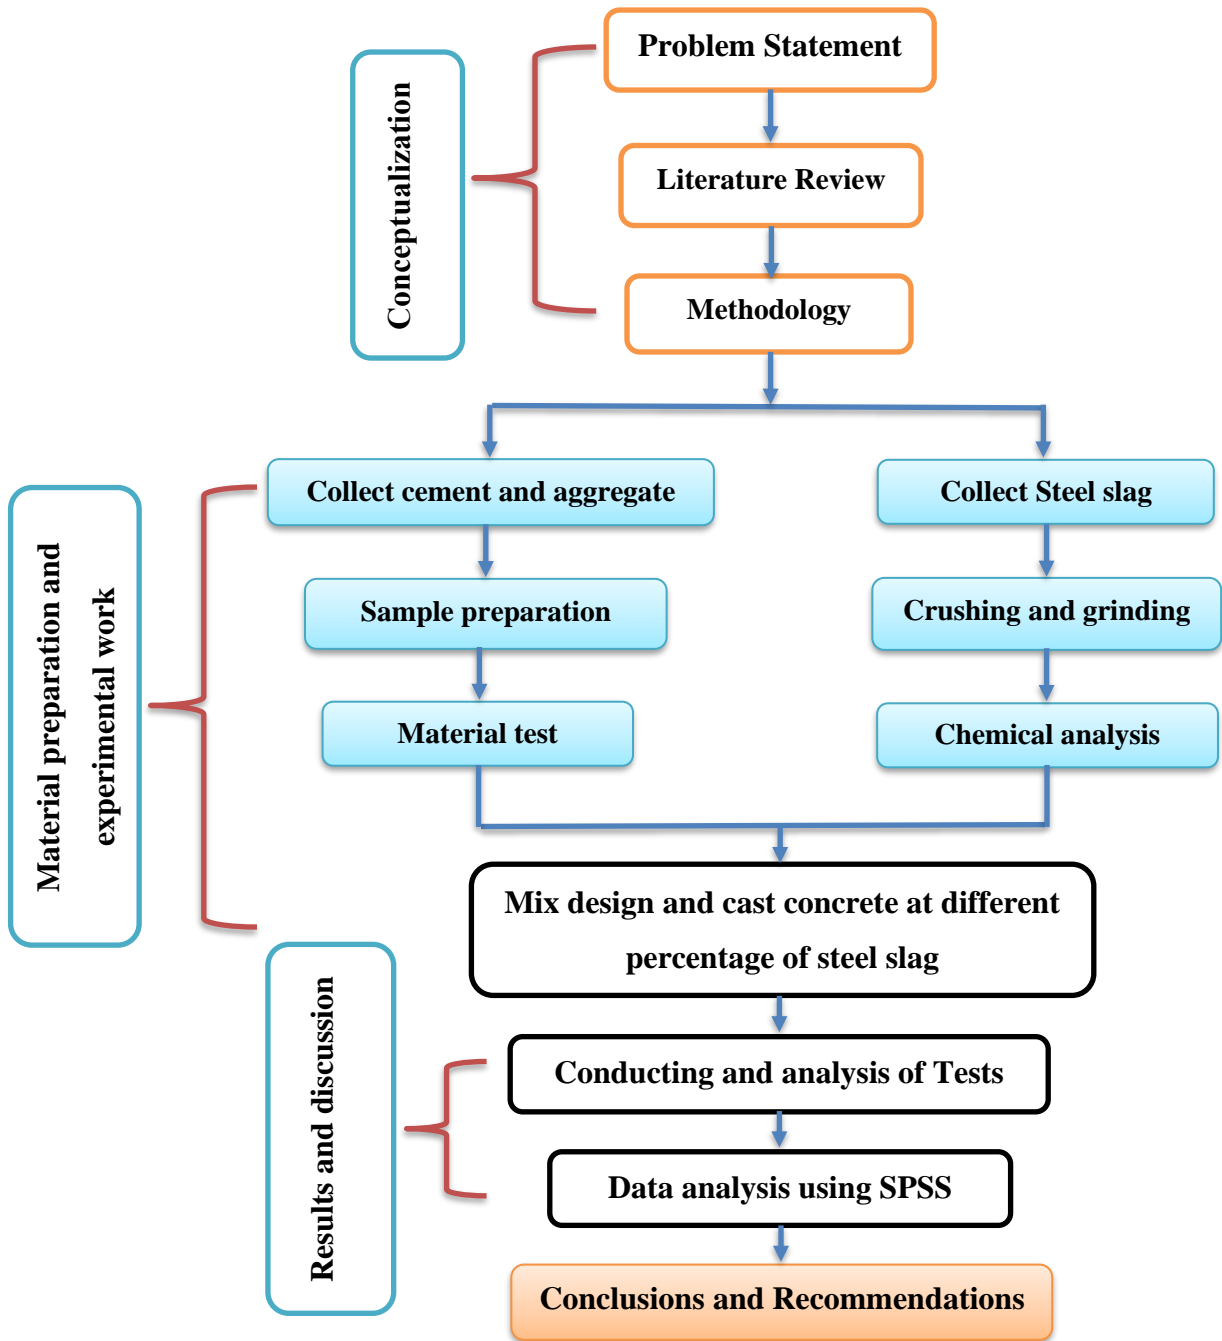 Problem Statement
Conceptualization
Literature Review
Methodology
Collect cement and aggregate
Collect Steel slag
Material preparation and
experimental work
Sample preparation
Crushing and grinding
Material test
Chemical analysis
Mix design and cast concrete at different
percentage of steel slag
Results and discussion
Conducting and analysis of Tests
Data analysis using SPSS
Conclusions and Recommendations